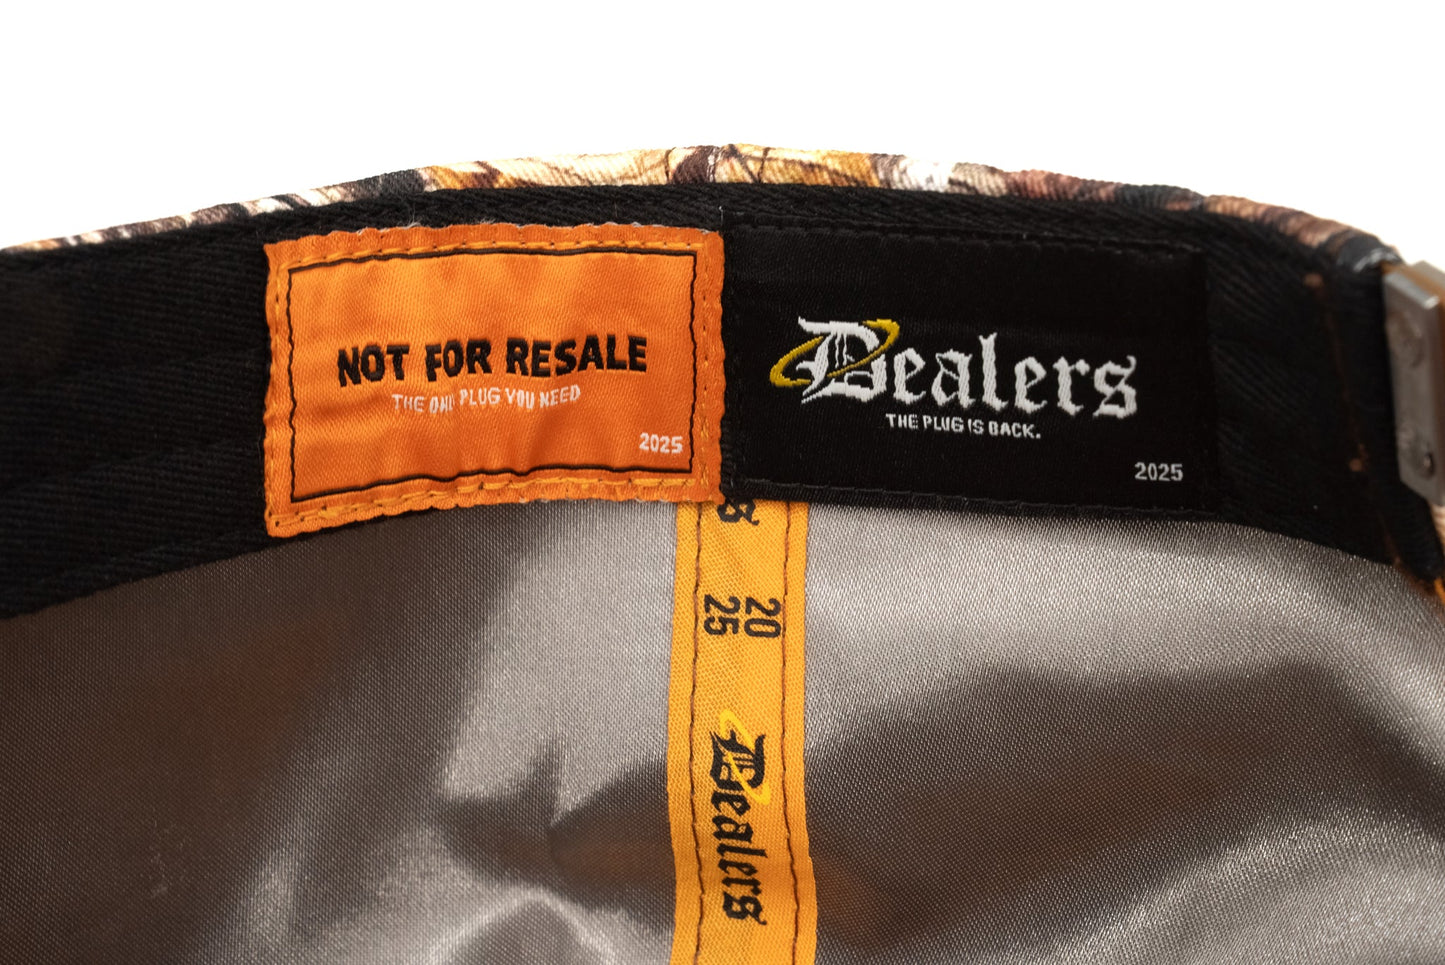 NOT FOR RESALE
THE ONLY PLUG YOU NEED
2025
Dealers
THE PLUG IS BACK.
2025
20
25
Dealers